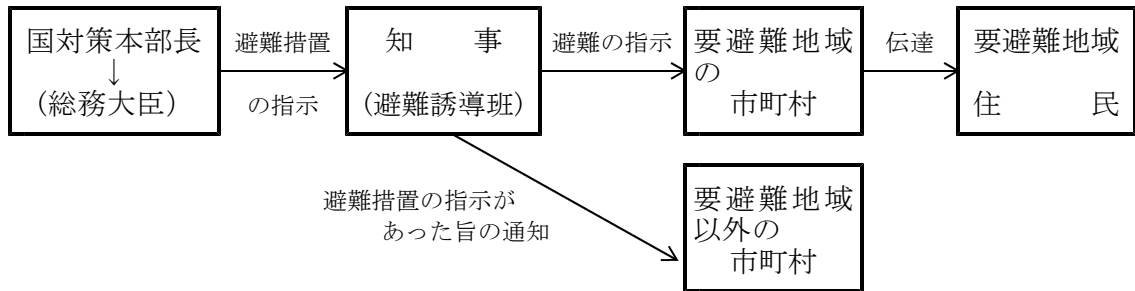 国対策本部長
↓
（総務大臣）
避難措置
の指示
知　　事
（避難誘導班）
避難の指示
要避難地域
の
市町村
伝達
要避難地域
住　　民
避難措置の指示が
あった旨の通知
要避難地域
以外の
市町村